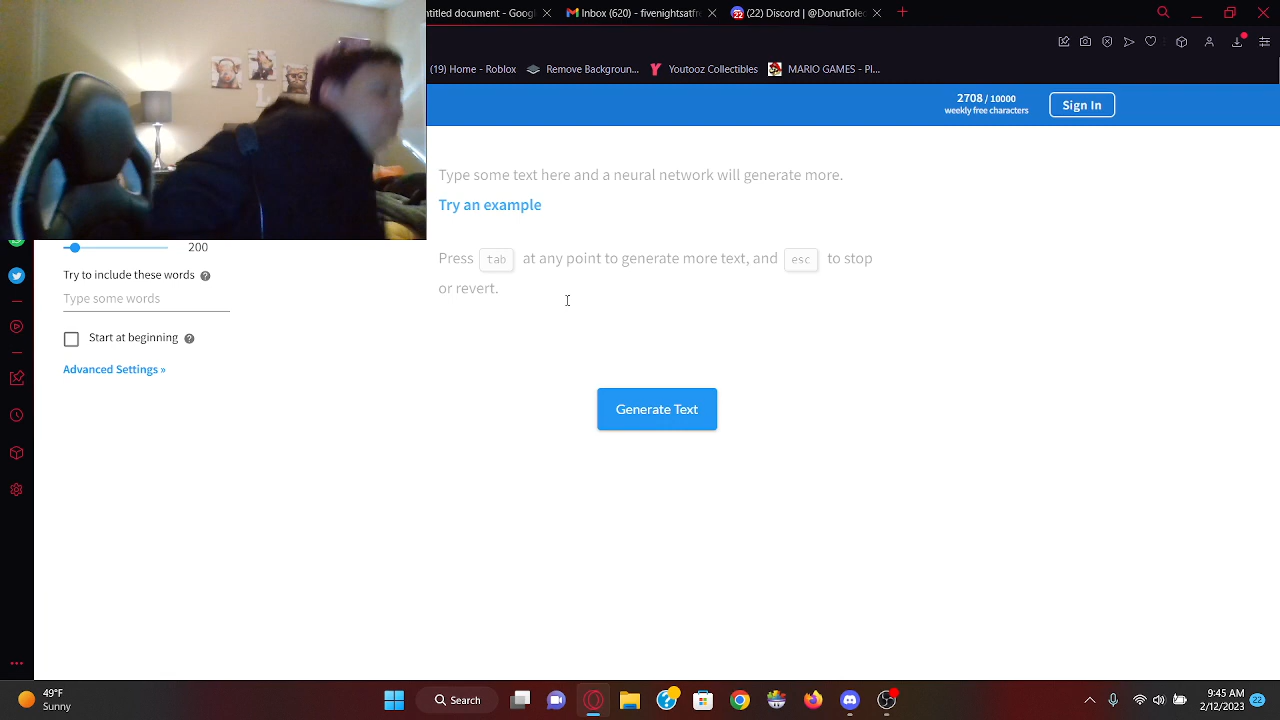 ntitled document - Googl
Inbox (620) - fivenightsatfn
(22) Discord | @DonutTolec
(19) Home - Roblox
Remove Backgroun...
Youtooz Collectibles
MARIO GAMES - Pl...
2708 / 10000
weekly free characters
Sign In
Type some text here and a neural network will generate more.
Try an example
Press tab at any point to generate more text, and esc to stop
or revert.
200
Try to include these words
Type some words
Start at beginning
Advanced Settings »
Generate Text
L
49°F
Sunny
Search
9:45 AM
2/12/2023
22